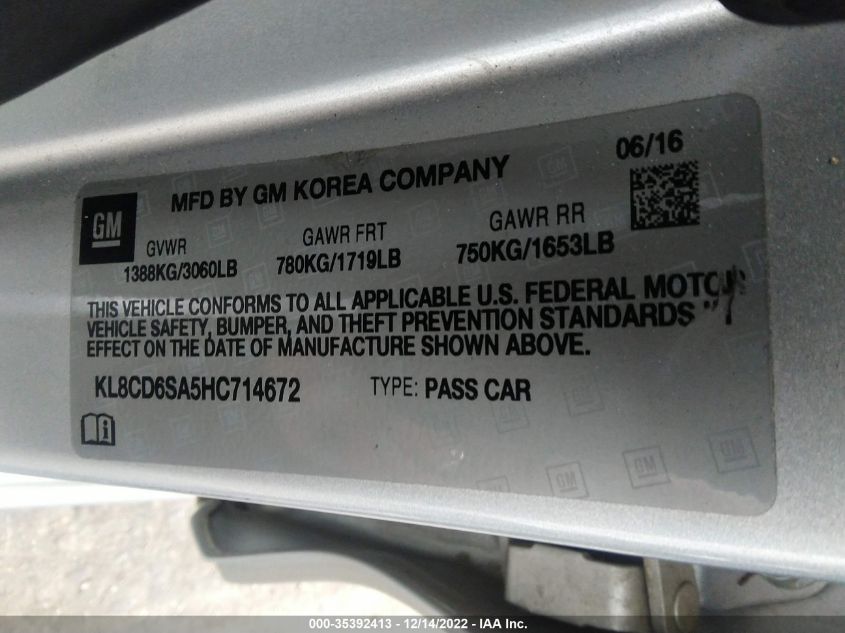 06/16
MFD BY GM KOREA COMPANY
GM
GVWR GAWR FRT GAWR RR
1388KG/3060LB 780KG/1719LB 750KG/1653LB
THIS VEHICLE CONFORMS TO ALL APPLICABLE U.S. FEDERAL MOTOR
VEHICLE SAFETY, BUMPER, AND THEFT PREVENTION STANDARDS
EFFECT ON THE DATE OF MANUFACTURE SHOWN ABOVE.
KL8CD6SA5HC714672 TYPE: PASS CAR
000-35392413 - 12/14/2022 - IAA Inc.